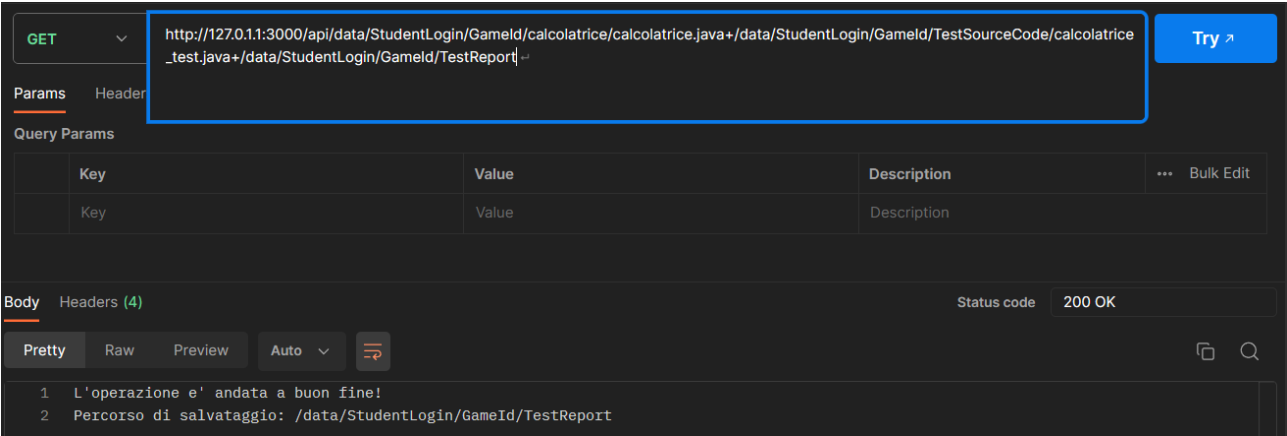 GET
http://127.0.1.1:3000/api/data/StudentLogin/GameId/calcolatrice/calcolatrice.java+/data/StudentLogin/GameId/TestSourceCode/calcolatrice
_test.java+/data/StudentLogin/GameId/TestReport
Try
Params Header
Query Params
Key Value Description ••• Bulk Edit
Key Value Description
Body Headers (4) Status code 200 OK
Pretty Raw Preview Auto
1 L'operazione e' andata a buon fine!
2 Percorso di salvataggio: /data/StudentLogin/GameId/TestReport